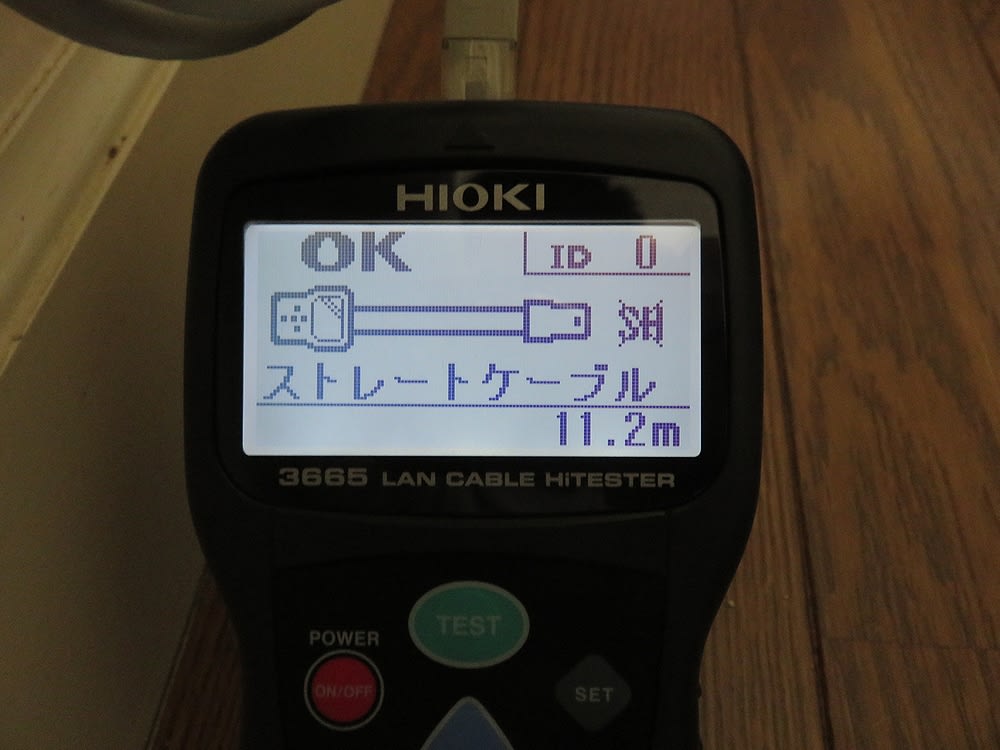 HIOKI
OK
ID 0
SH
ストレートケーブル
11.2m
3665 LAN CABLE HiTESTER
TEST
POWER
ON/OFF
SET